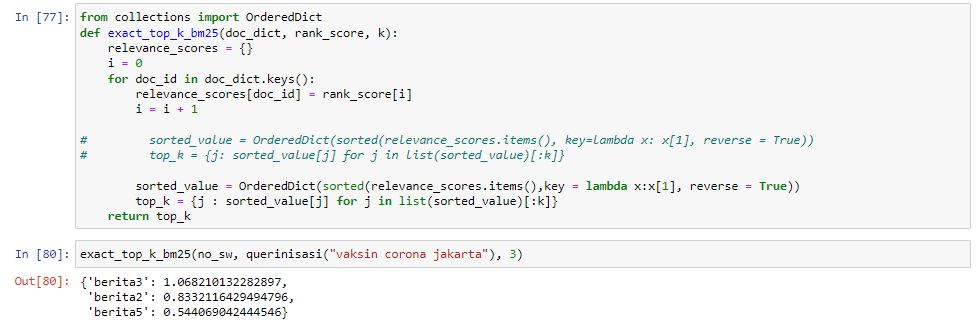 In [77]: from collections import OrderedDict
def exact_top_k_bm25(doc_dict, rank_score, k):
    relevance_scores = {}
    i = 0
    for doc_id in doc_dict.keys():
        relevance_scores[doc_id] = rank_score[i]
        i = i + 1

#         sorted_value = OrderedDict(sorted(relevance_scores.items(), key=lambda x: x[1], reverse = True))
#         top_k = {j: sorted_value[j] for j in list(sorted_value)[:k]}

        sorted_value = OrderedDict(sorted(relevance_scores.items(),key = lambda x:x[1], reverse = True))
        top_k = {j : sorted_value[j] for j in list(sorted_value)[:k]}
    return top_k
In [80]: exact_top_k_bm25(no_sw, querinisasi("vaksin corona jakarta"), 3)
Out[80]: {'berita3': 1.068210132282897,
 'berita2': 0.8332116429494796,
 'berita5': 0.544069042444546}